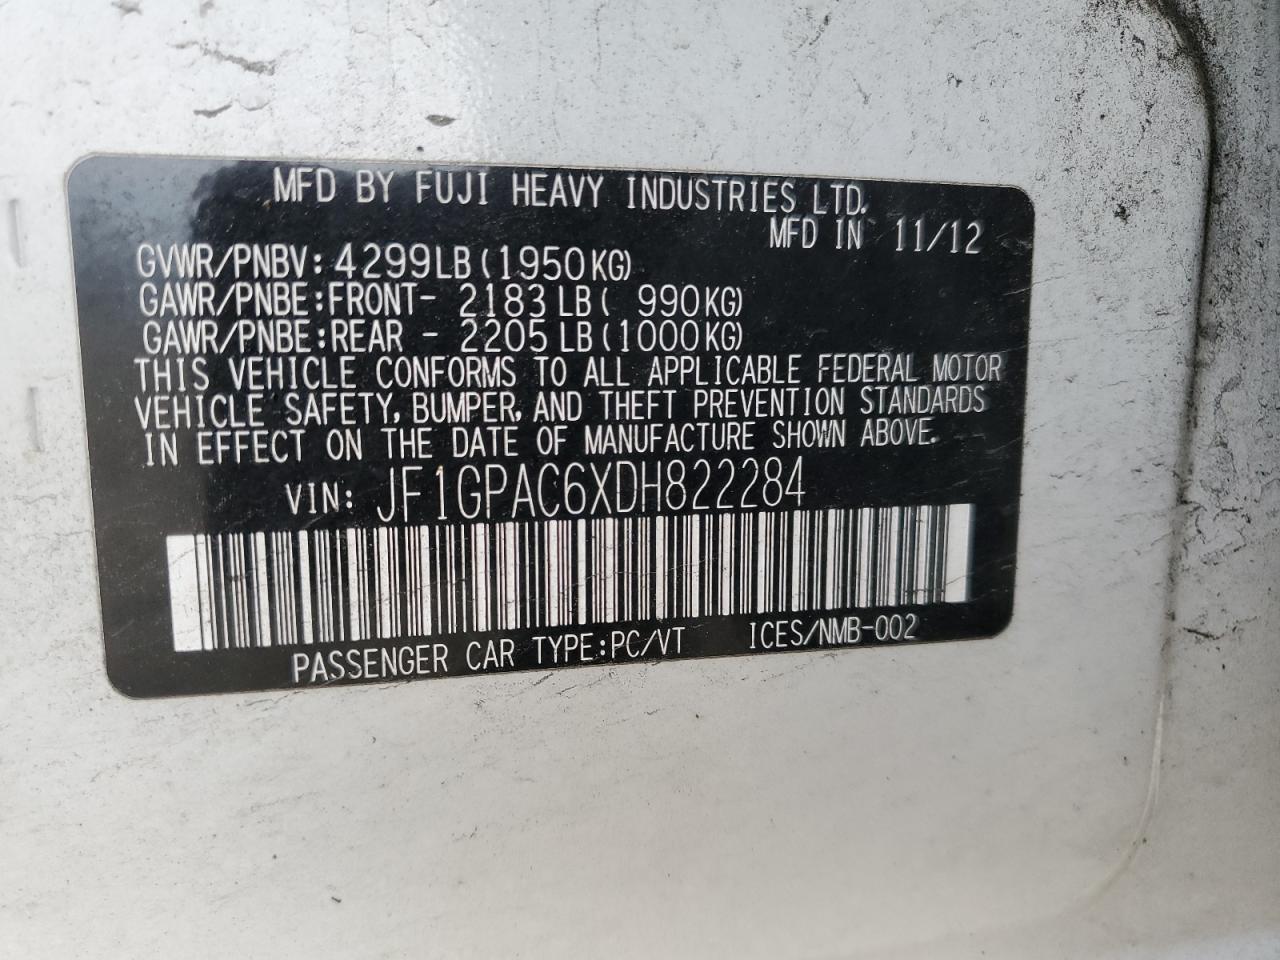 MFD BY FUJI HEAVY INDUSTRIES LTD.
MFD IN 11/12
GVWR/PNBV: 4299LB (1950KG)
GAWR/PNBE: FRONT- 2183 LB ( 990KG)
GAWR/PNBE: REAR - 2205 LB (1000KG)
THIS VEHICLE CONFORMS TO ALL APPLICABLE FEDERAL MOTOR
VEHICLE SAFETY, BUMPER, AND THEFT PREVENTION STANDARDS
IN EFFECT ON THE DATE OF MANUFACTURE SHOWN ABOVE.
VIN: JF1GPAC6XDH822284
PASSENGER CAR TYPE:PC/VT ICES/NMB-002